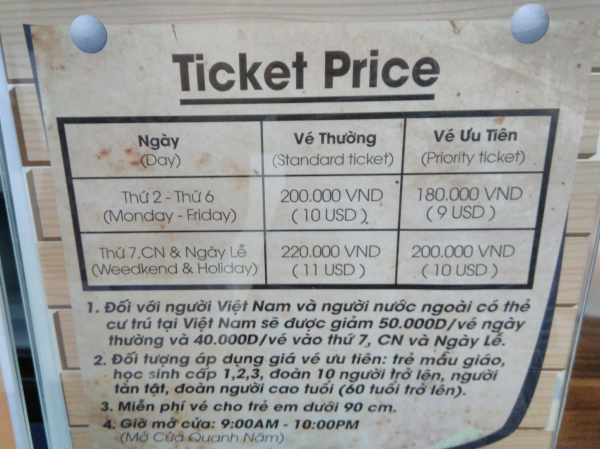 Ticket Price
Ngày Vé Thường Vé Ưu Tiên
(Day) (Standard ticket) (Priority ticket)
Thứ 2 - Thứ 6 200.000 VND 180.000 VND
(Monday - Friday) ( 10 USD ) ( 9 USD )
Thứ 7,CN & Ngày Lễ 220.000 VND 200.000 VND
(Weedkend & Holiday) ( 11 USD ) ( 10 USD )
1. Đối với người Việt Nam và người nước ngoài có thẻ
cư trú tại Việt Nam sẽ được giảm 50.000Đ/vé ngày
thường và 40.000Đ/vé vào thứ 7, CN và Ngày Lễ.
2. Đối tượng áp dụng giá vé ưu tiên: trẻ mẫu giáo,
học sinh cấp 1,2,3, đoàn 10 người trở lên, người
tàn tật, đoàn người cao tuổi (60 tuổi trở lên).
3. Miễn phí vé cho trẻ em dưới 90 cm.
4. Giờ mở cửa: 9:00AM - 10:00PM
(Mở Cửa Quanh Năm)